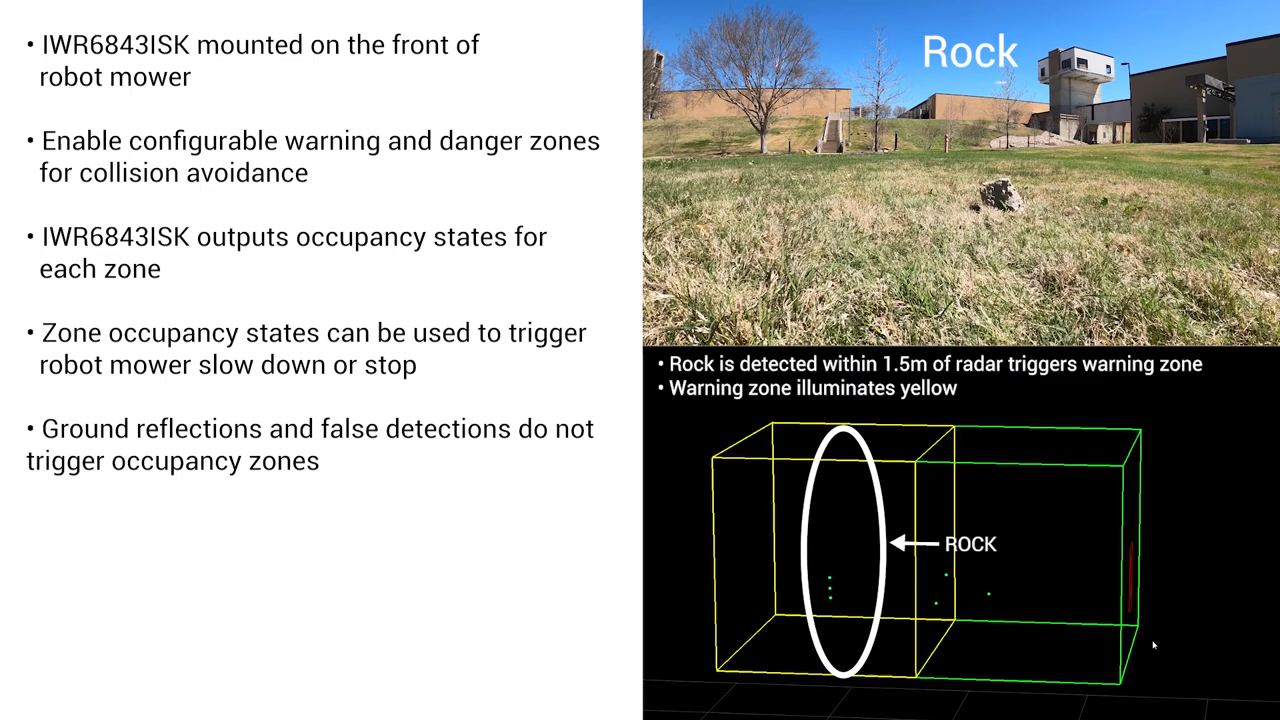 • IWR6843ISK mounted on the front of
robot mower
• Enable configurable warning and danger zones
for collision avoidance
• IWR6843ISK outputs occupancy states for
each zone
• Zone occupancy states can be used to trigger
robot mower slow down or stop
• Ground reflections and false detections do not
trigger occupancy zones
Rock
• Rock is detected within 1.5m of radar triggers warning zone
• Warning zone illuminates yellow
ROCK